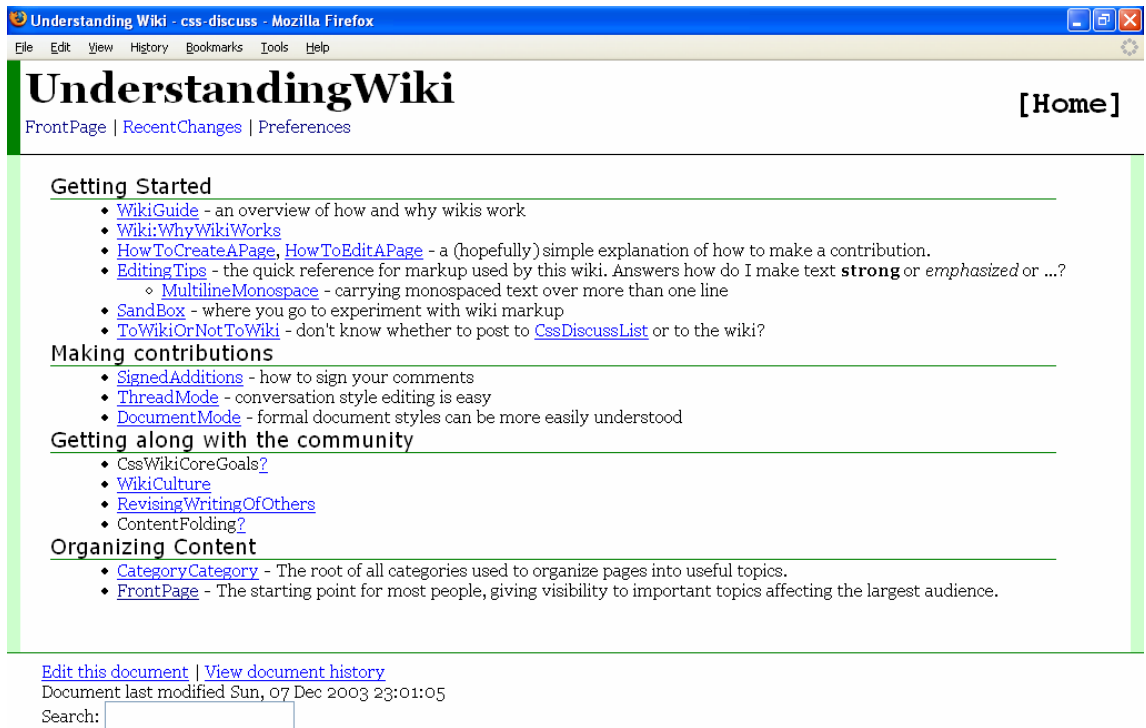 Understanding Wiki - css-discuss - Mozilla Firefox
File Edit View History Bookmarks Tools Help
UnderstandingWiki
[Home]
FrontPage | RecentChanges | Preferences
Getting Started
WikiGuide - an overview of how and why wikis work
Wiki:WhyWikiWorks
HowToCreateAPage, HowToEditAPage - a (hopefully) simple explanation of how to make a contribution.
EditingTips - the quick reference for markup used by this wiki. Answers how do I make text strong or emphasized or ...?
MultilineMonospace - carrying monospaced text over more than one line
SandBox - where you go to experiment with wiki markup
ToWikiOrNotToWiki - don't know whether to post to CssDiscussList or to the wiki?
Making contributions
SignedAdditions - how to sign your comments
ThreadMode - conversation style editing is easy
DocumentMode - formal document styles can be more easily understood
Getting along with the community
CssWikiCoreGoals?
WikiCulture
RevisingWritingOfOthers
ContentFolding?
Organizing Content
CategoryCategory - The root of all categories used to organize pages into useful topics.
FrontPage - The starting point for most people, giving visibility to important topics affecting the largest audience.
Edit this document | View document history
Document last modified Sun, 07 Dec 2003 23:01:05
Search: